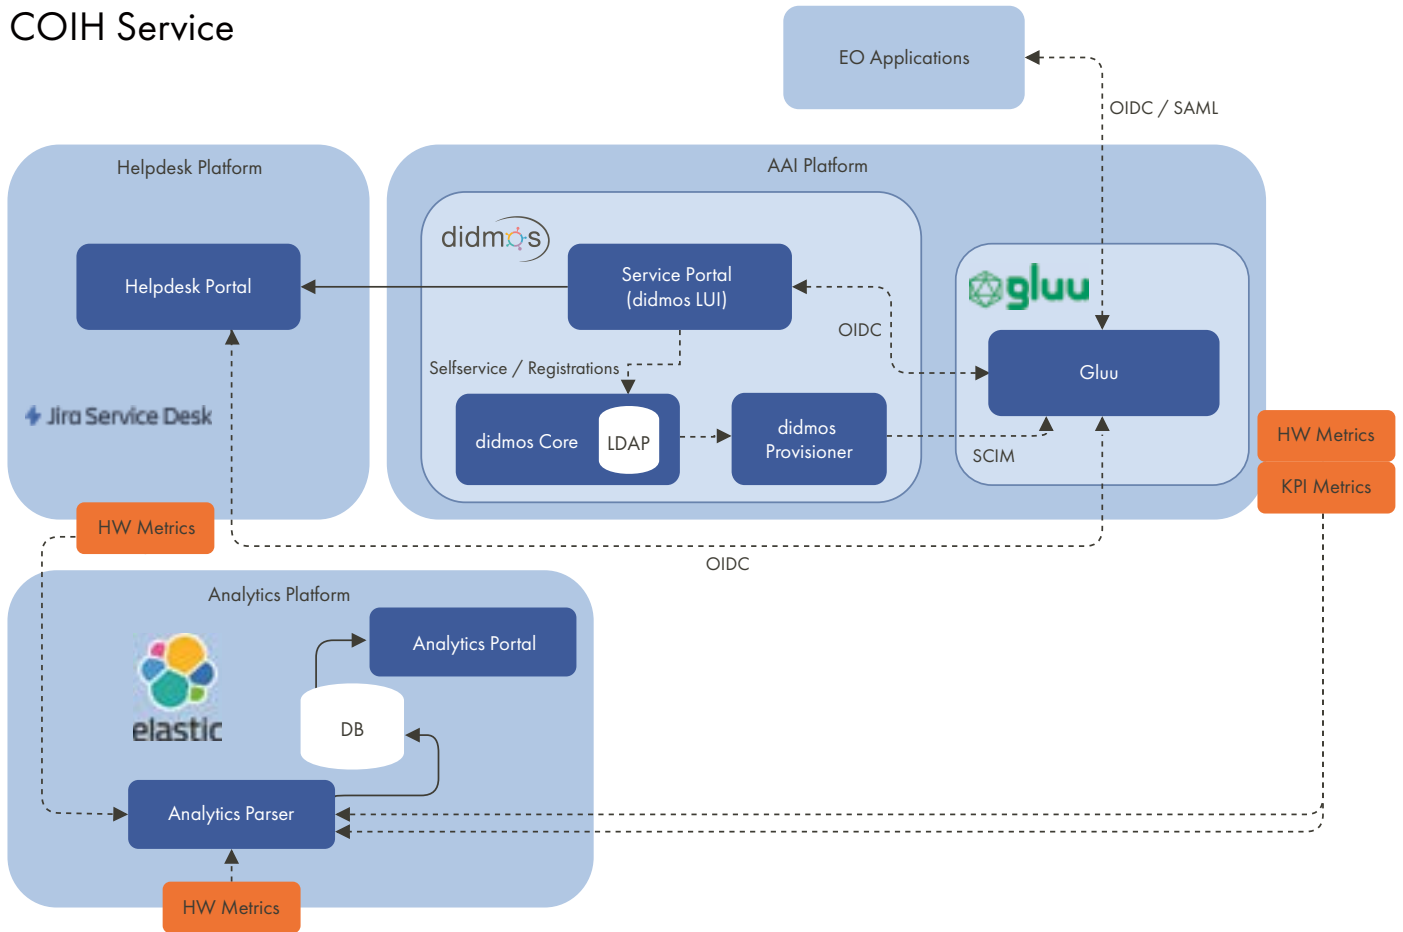 COIH Service
EO Applications
OIDC / SAML
Helpdesk Platform
AAI Platform
didmos
Service Portal
(didmos LUI)
Helpdesk Portal
gluu
OIDC
Gluu
Selfservice / Registrations
Jira Service Desk
didmos Core
LDAP
didmos
Provisioner
SCIM
HW Metrics
KPI Metrics
HW Metrics
OIDC
Analytics Platform
Analytics Portal
elastic
DB
Analytics Parser
HW Metrics